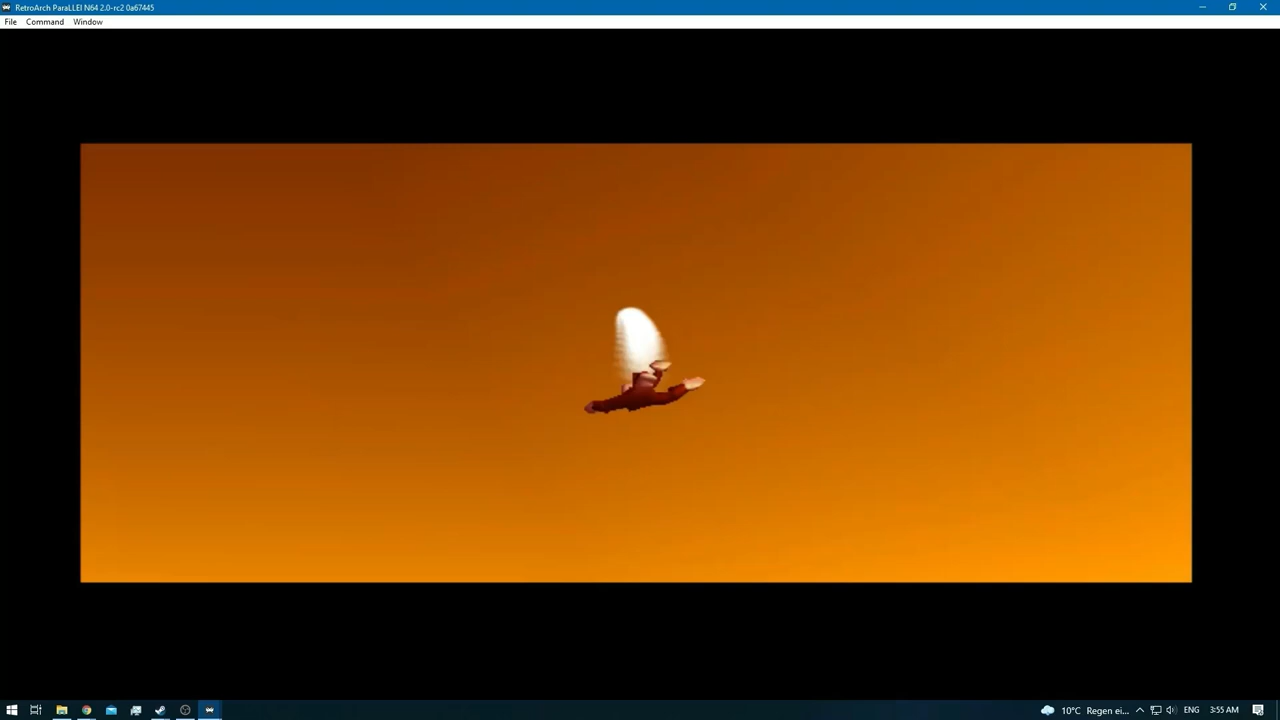 RetroArch ParaLLEl N64 2.0-rc2 0a67445
File Command Window
10°C Regen ei... ENG 3:55 AM